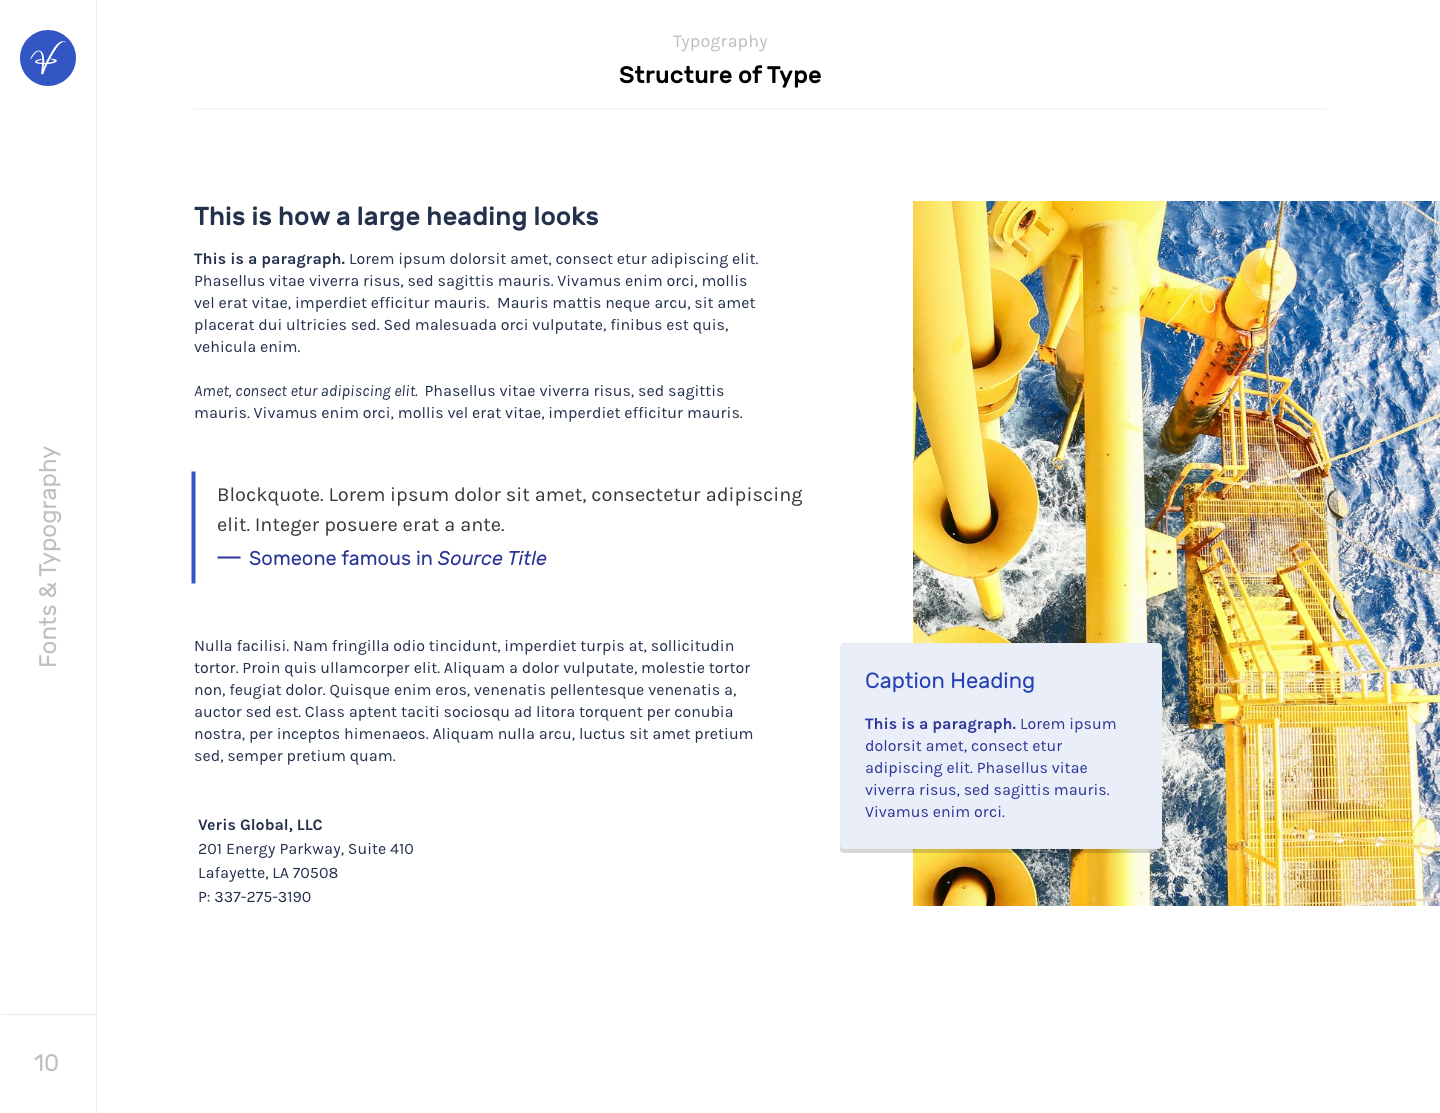 Typography
Structure of Type
This is how a large heading looks
This is a paragraph. Lorem ipsum dolorsit amet, consect etur adipiscing elit.
Phasellus vitae viverra risus, sed sagittis mauris. Vivamus enim orci, mollis
vel erat vitae, imperdiet efficitur mauris.  Mauris mattis neque arcu, sit amet
placerat dui ultricies sed. Sed malesuada orci vulputate, finibus est quis,
vehicula enim.
Amet, consect etur adipiscing elit.  Phasellus vitae viverra risus, sed sagittis
mauris. Vivamus enim orci, mollis vel erat vitae, imperdiet efficitur mauris.
Blockquote. Lorem ipsum dolor sit amet, consectetur adipiscing
elit. Integer posuere erat a ante.
— Someone famous in Source Title
Nulla facilisi. Nam fringilla odio tincidunt, imperdiet turpis at, sollicitudin
tortor. Proin quis ullamcorper elit. Aliquam a dolor vulputate, molestie tortor
non, feugiat dolor. Quisque enim eros, venenatis pellentesque venenatis a,
auctor sed est. Class aptent taciti sociosqu ad litora torquent per conubia
nostra, per inceptos himenaeos. Aliquam nulla arcu, luctus sit amet pretium
sed, semper pretium quam.
Veris Global, LLC
201 Energy Parkway, Suite 410
Lafayette, LA 70508
P: 337-275-3190
Caption Heading
This is a paragraph. Lorem ipsum
dolorsit amet, consect etur
adipiscing elit. Phasellus vitae
viverra risus, sed sagittis mauris.
Vivamus enim orci.
Fonts & Typography
10